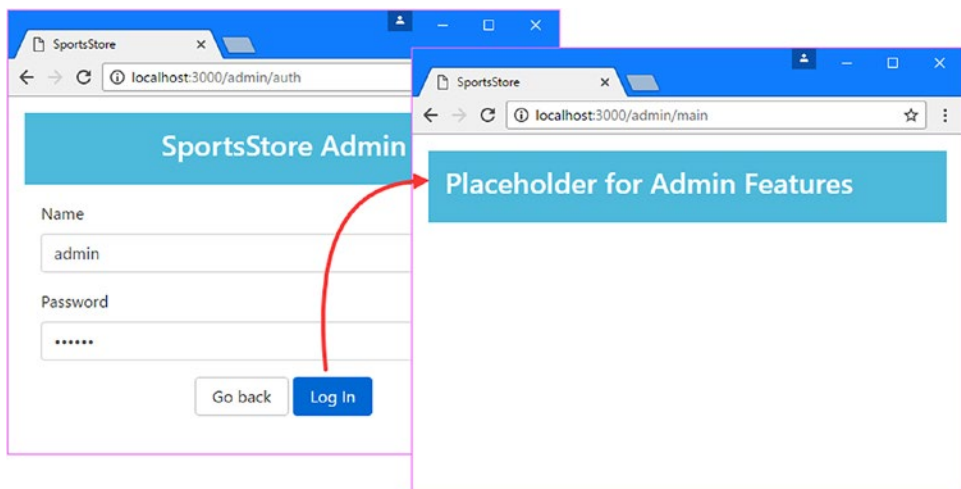 SportsStore
localhost:3000/admin/auth
SportsStore Admin
Name
admin
Password
••••••
Go back
Log In
SportsStore
localhost:3000/admin/main
Placeholder for Admin Features